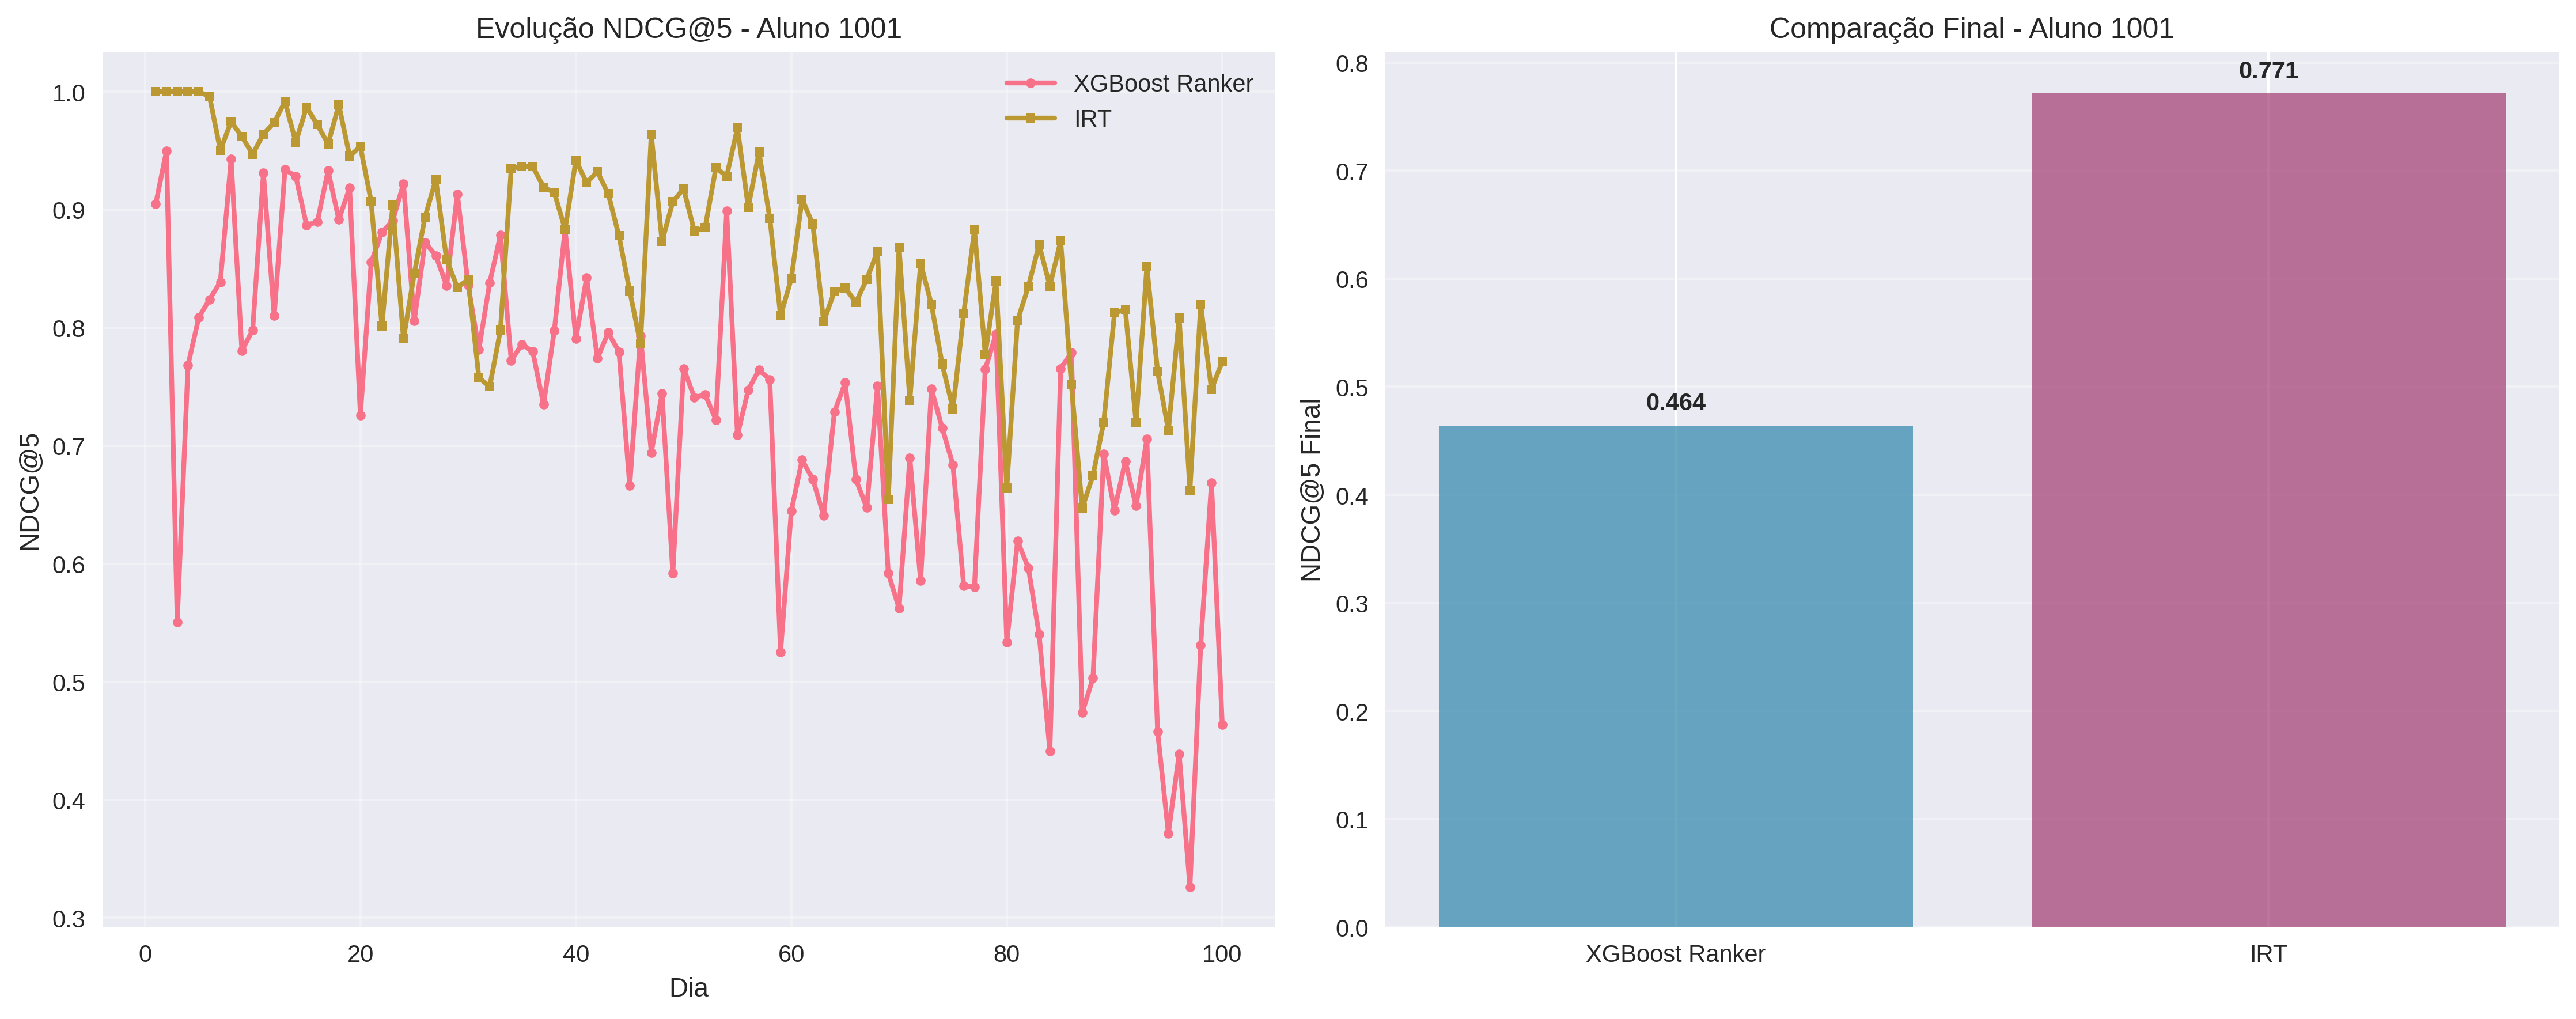 Evolução NDCG@5 - Aluno 1001
XGBoost Ranker
IRT
1.0
0.9
0.8
0.7
0.6
0.5
0.4
0.3
NDCG@5
0
20
40
60
80
100
Dia
Comparação Final - Aluno 1001
0.8
0.7
0.6
0.5
0.4
0.3
0.2
0.1
0.0
NDCG@5 Final
0.464
0.771
XGBoost Ranker
IRT